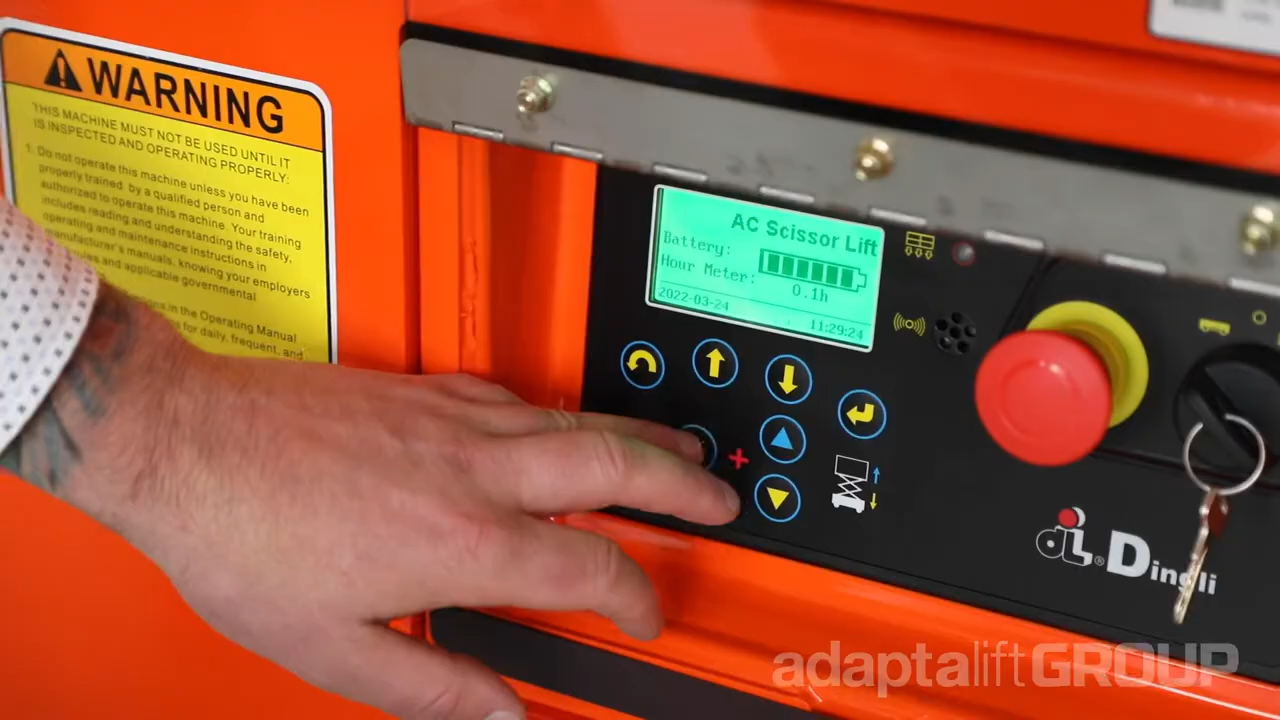 WARNING
THIS MACHINE MUST NOT BE USED UNTIL IT
IS INSPECTED AND OPERATING PROPERLY:
1. Do not operate this machine unless you have been
properly trained by a qualified person and
authorized to operate this machine. Your training
includes reading and understanding the safety,
operating and maintenance instructions in
manufacturer's manuals, knowing your employers
and applicable governmental
in the Operating Manual
for daily, frequent, and
AC Scissor Lift
Battery:
Hour Meter:
0.1h
2022-03-24
11:29:24
dL® Dingli
adaptaliftGROUP